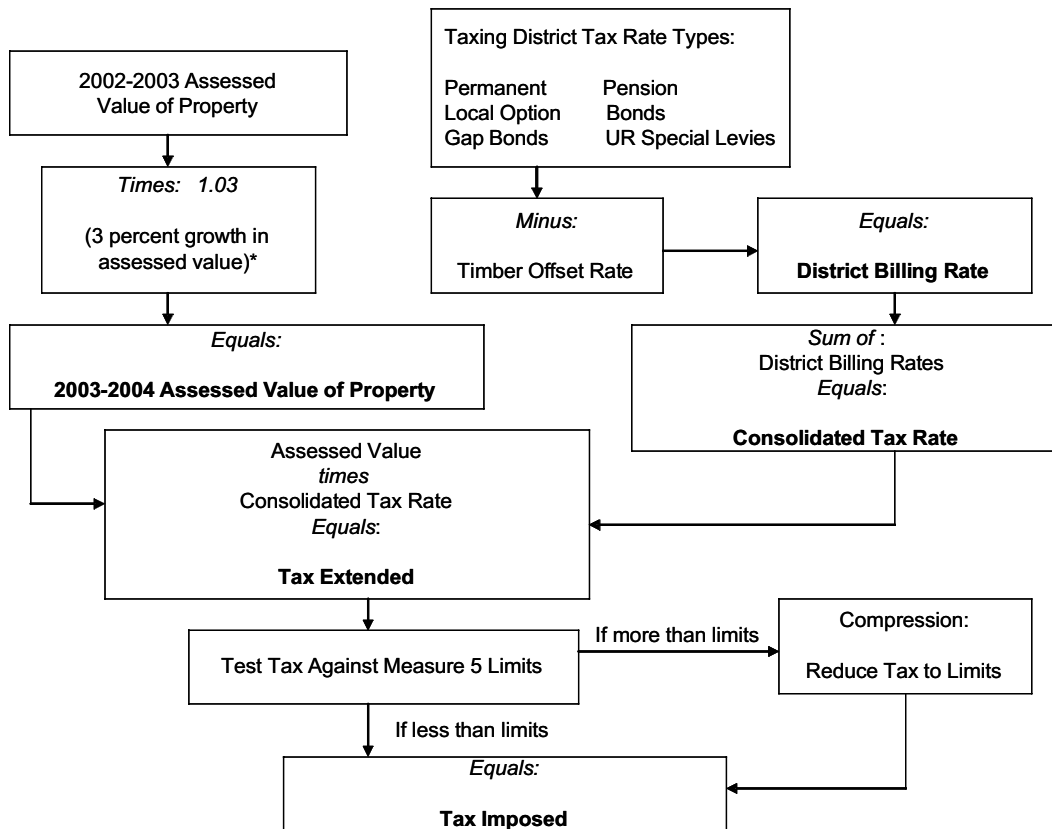 2002-2003 Assessed
Value of Property
Times: 1.03
(3 percent growth in
assessed value)*
Equals:
2003-2004 Assessed Value of Property
Taxing District Tax Rate Types:
Permanent Pension
Local Option Bonds
Gap Bonds UR Special Levies
Minus:
Timber Offset Rate
Equals:
District Billing Rate
Sum of :
District Billing Rates
Equals:
Consolidated Tax Rate
Assessed Value
times
Consolidated Tax Rate
Equals:
Tax Extended
Test Tax Against Measure 5 Limits
If more than limits
Compression:
Reduce Tax to Limits
If less than limits
Equals:
Tax Imposed